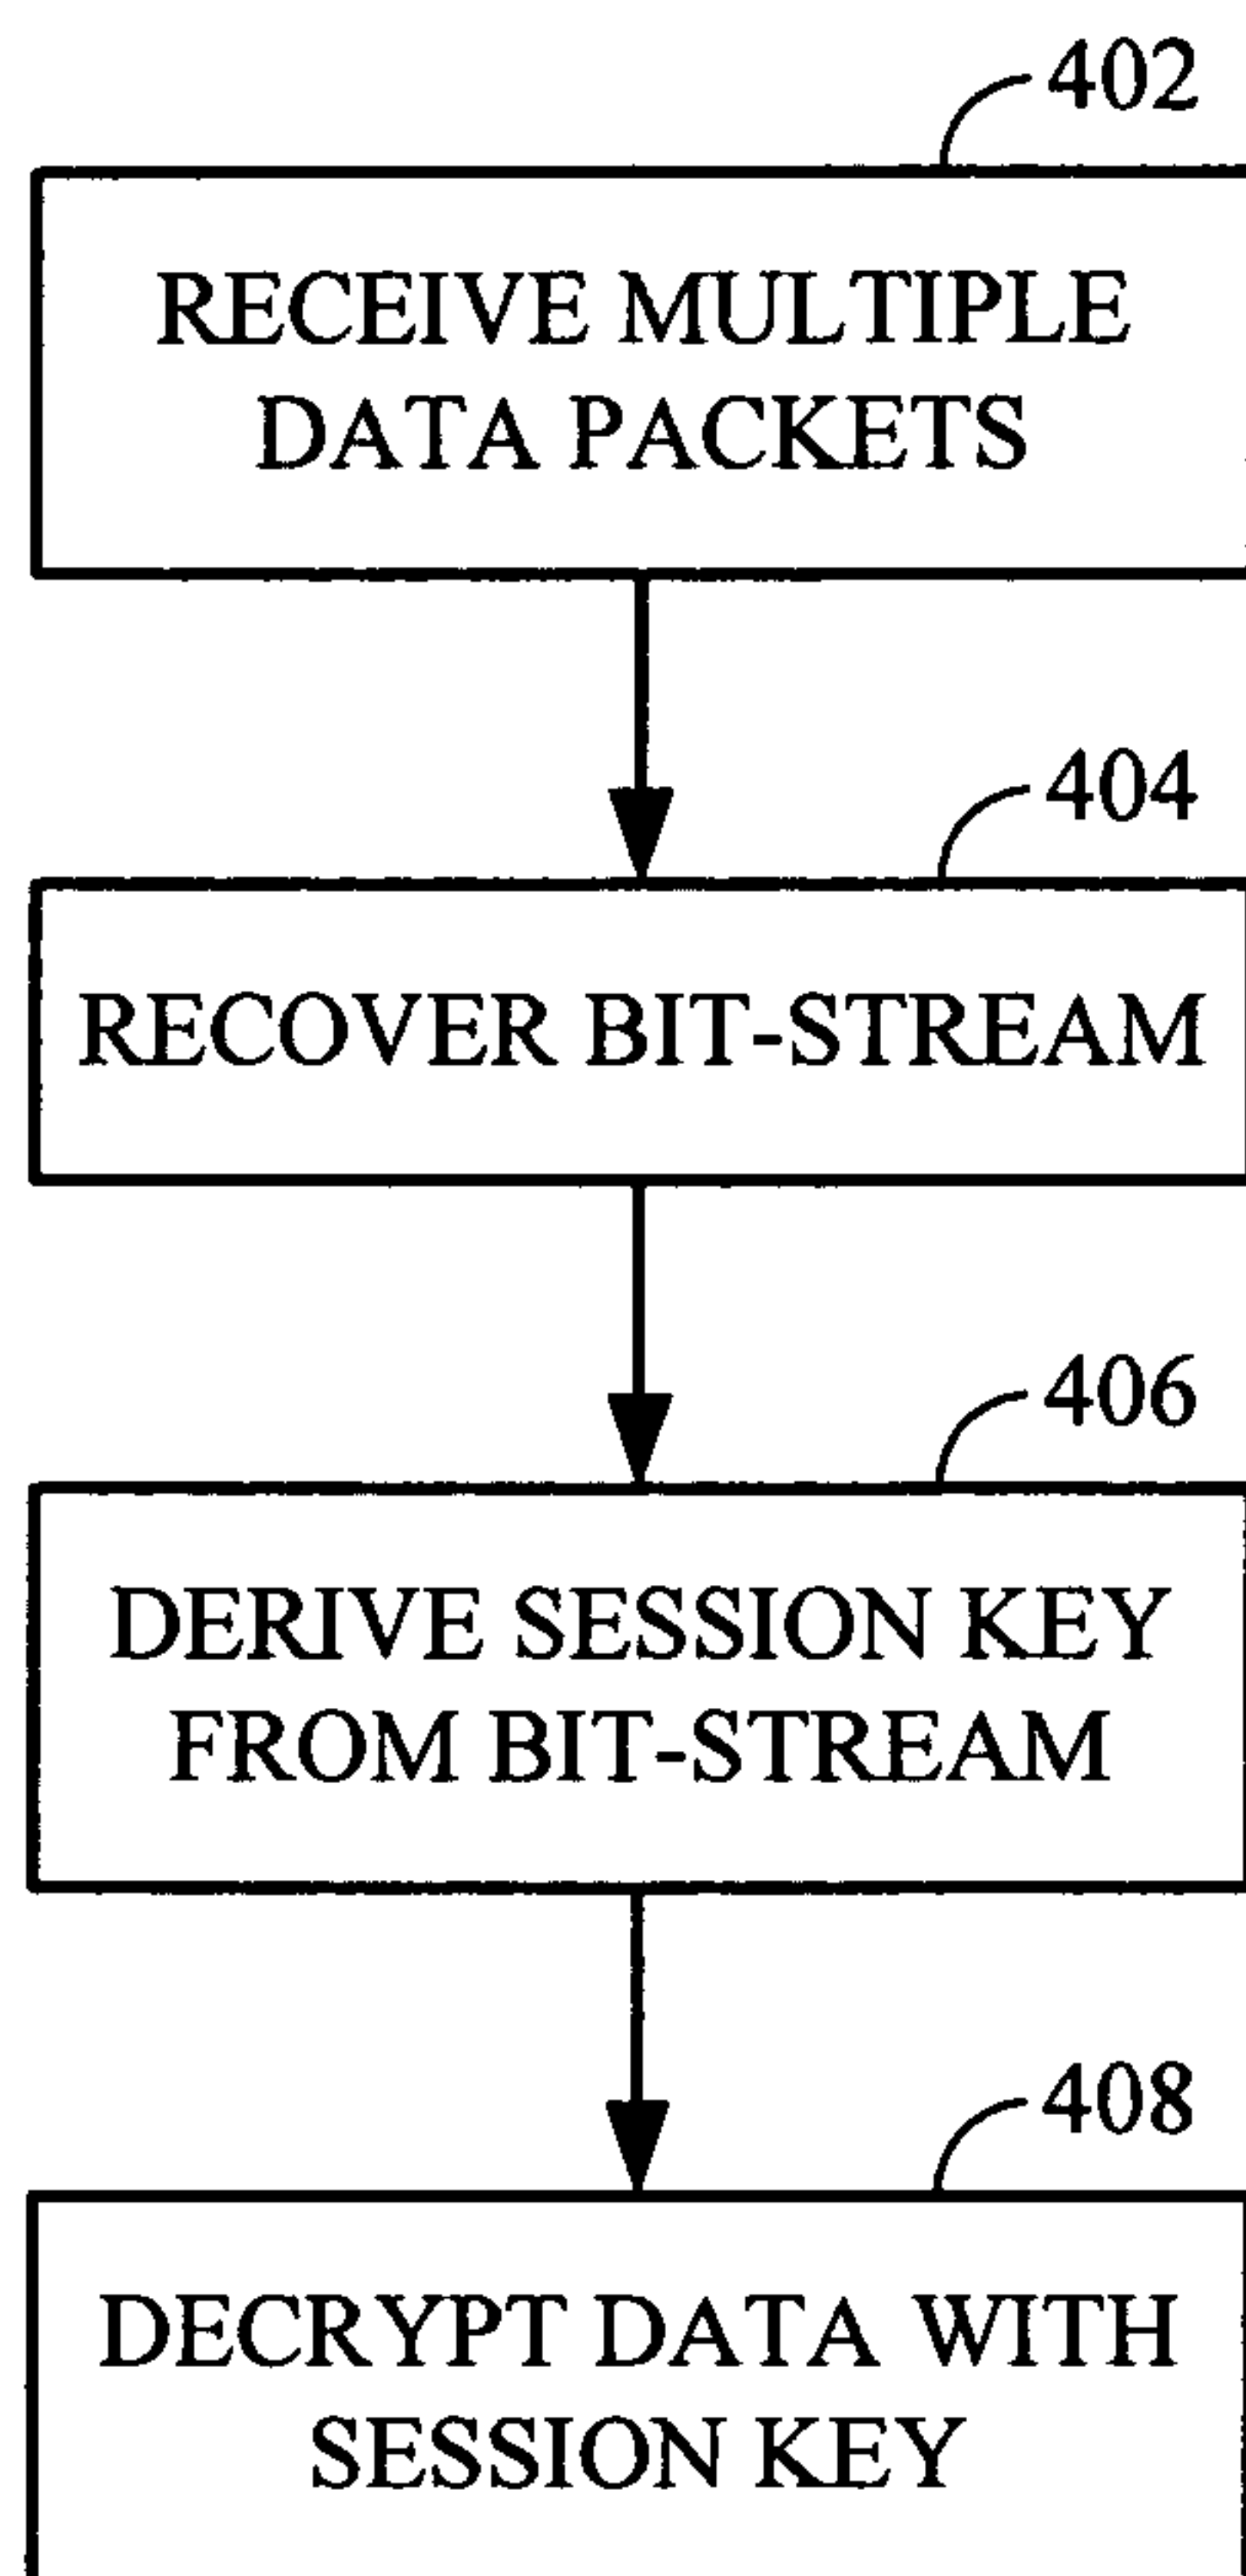 402
RECEIVE MULTIPLE
DATA PACKETS
404
RECOVER BIT-STREAM
406
DERIVE SESSION KEY
FROM BIT-STREAM
408
DECRYPT DATA WITH
SESSION KEY